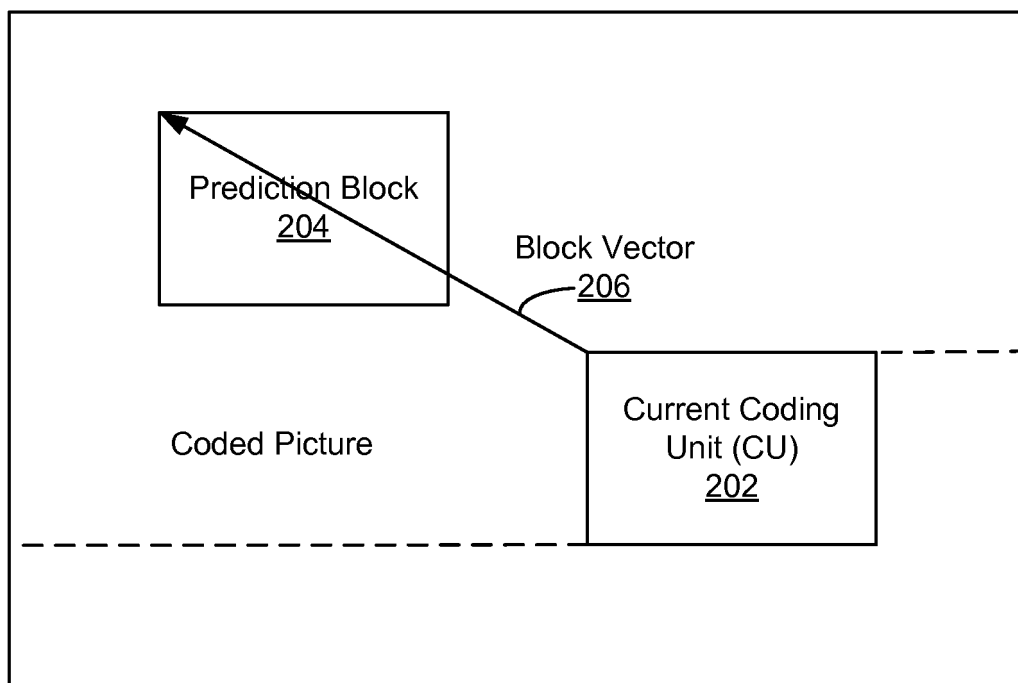 Prediction Block
204
Block Vector
206
Coded Picture
Current Coding
Unit (CU)
202